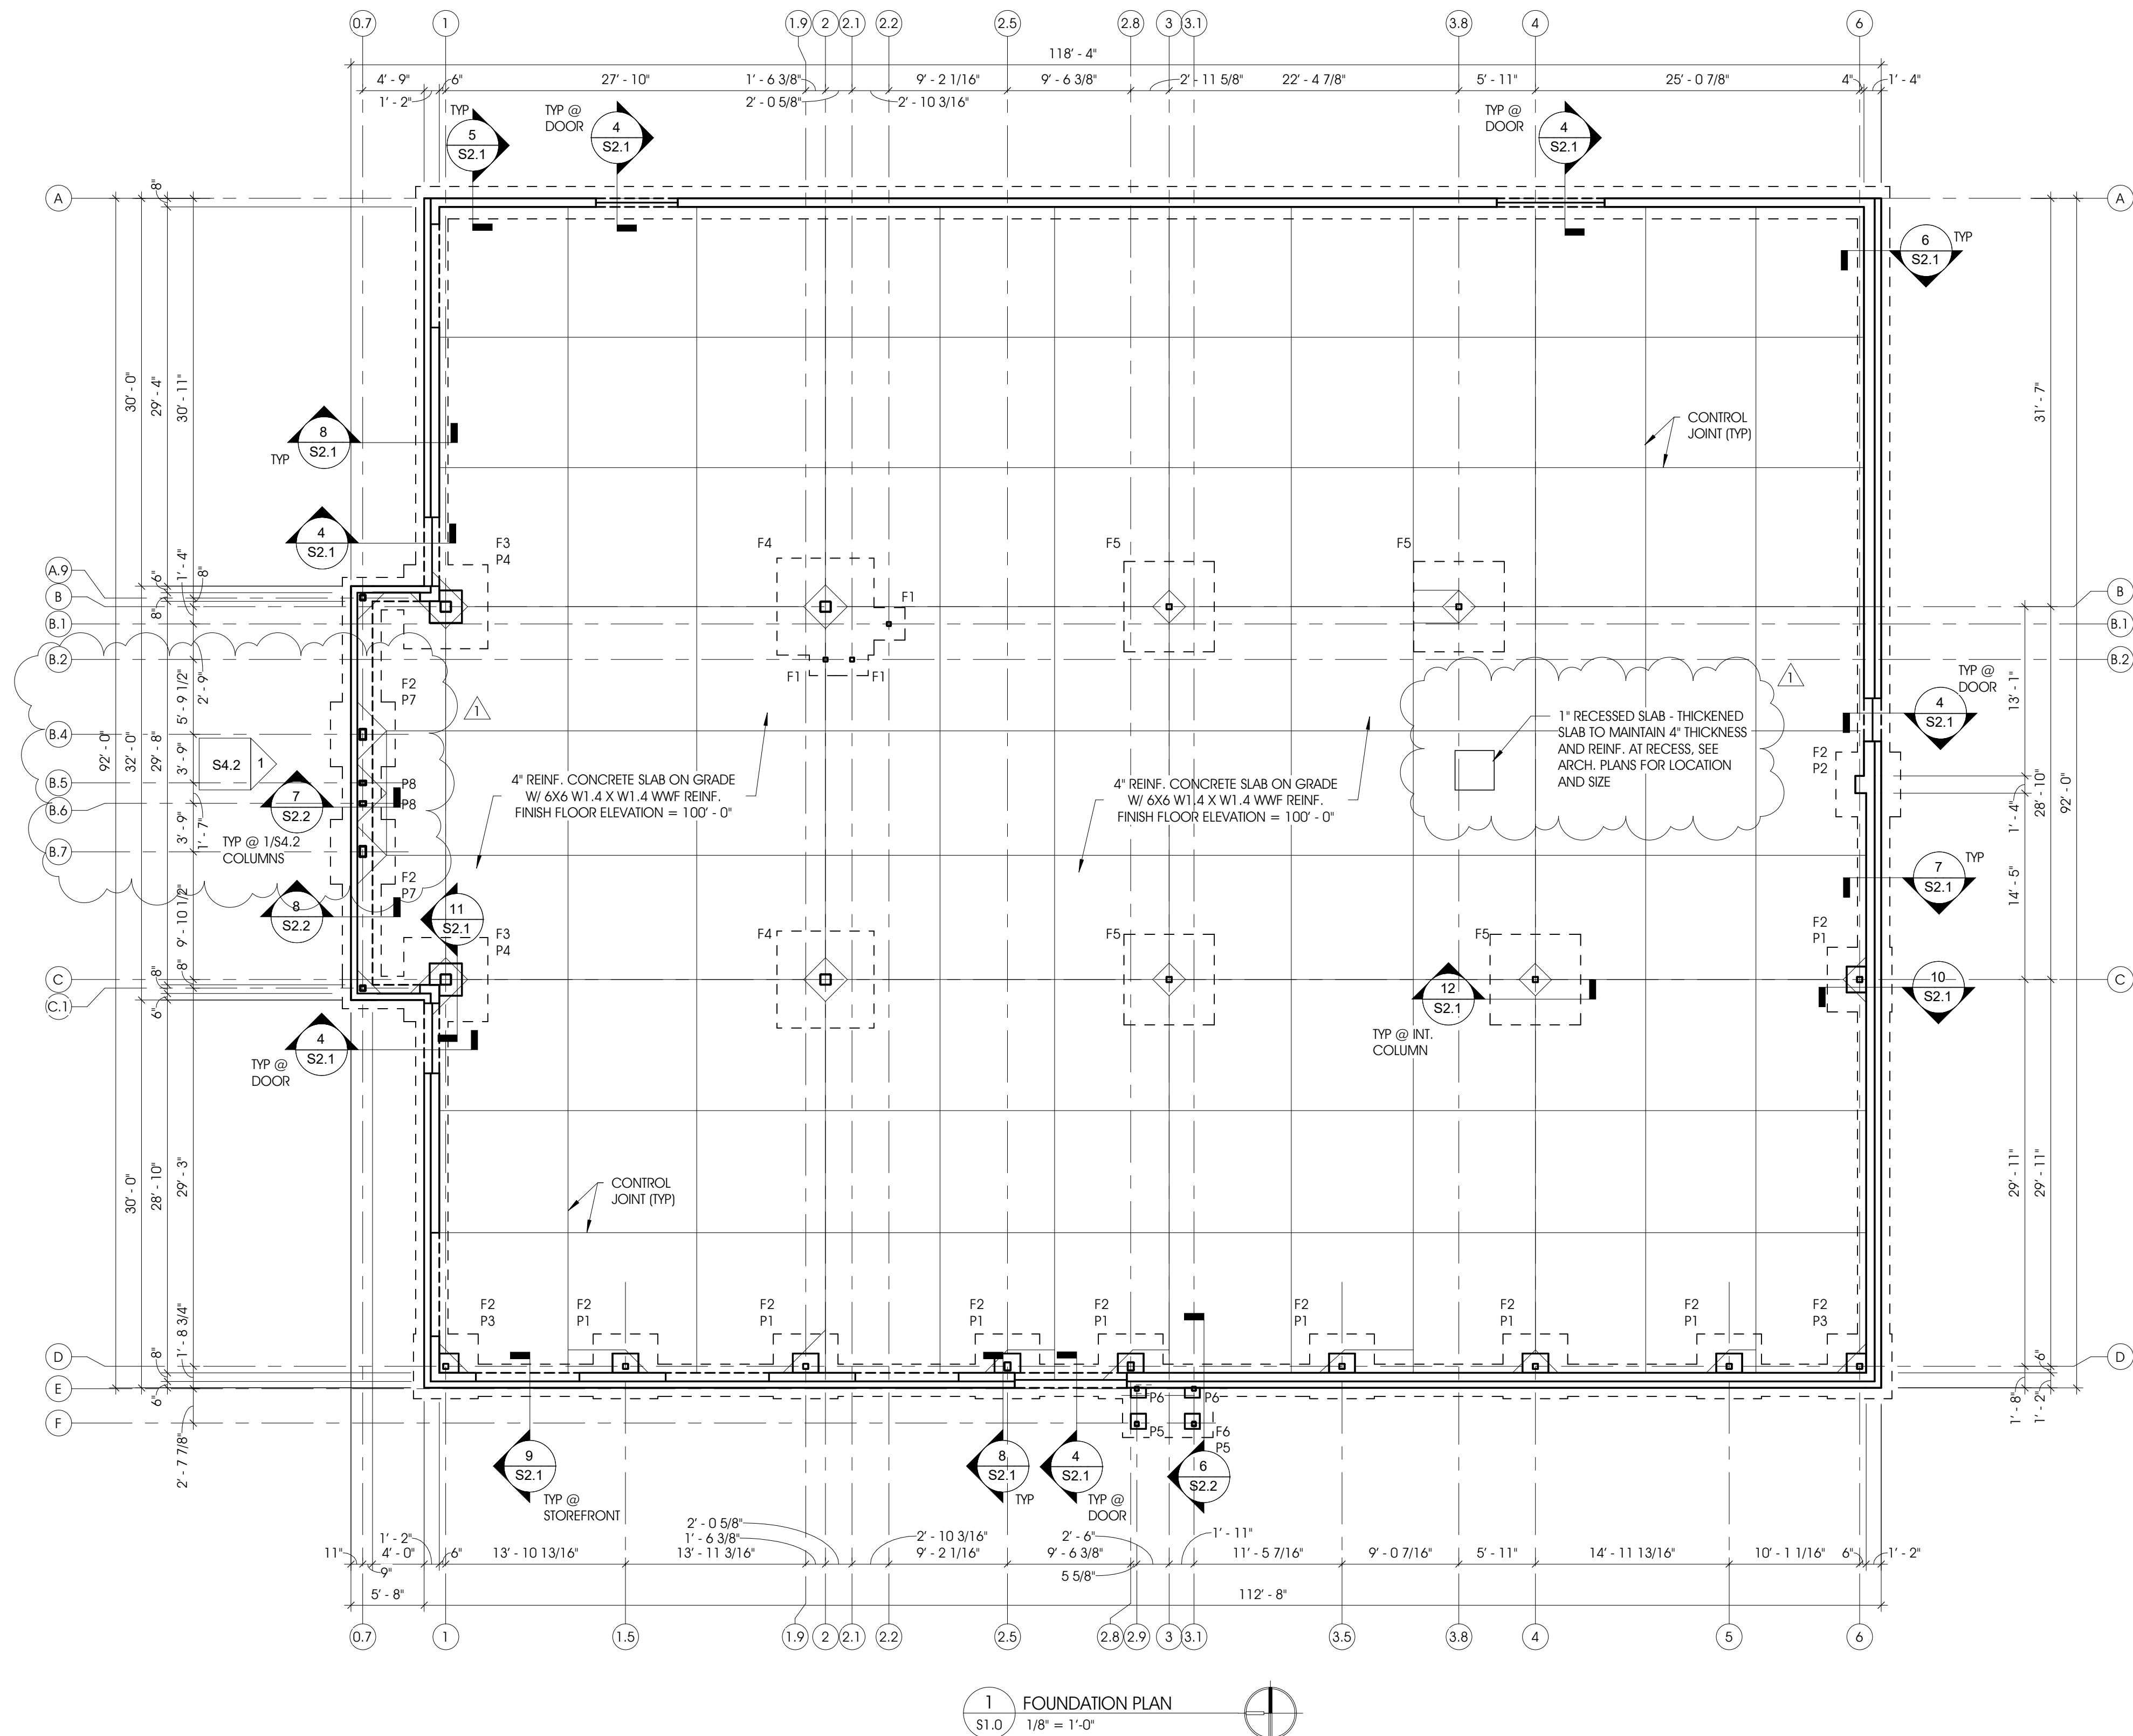 0.7
1
1.9
2
2.1
2.2
2.5
2.8
3
3.1
3.8
4
6
118' - 4"
4' - 9"
6"
27' - 10"
1' - 6 3/8"
9' - 2 1/16"
9' - 6 3/8"
2' - 11 5/8"
22' - 4 7/8"
5' - 11"
25' - 0 7/8"
4"
1' - 4"
1' - 2"
2' - 0 5/8"
2' - 10 3/16"
TYP
5
S2.1
TYP @
DOOR
4
S2.1
TYP @
DOOR
4
S2.1
A
8"
A
6
S2.1
TYP
30' - 0"
29' - 4"
30' - 11"
31' - 7"
8
S2.1
TYP
CONTROL
JOINT (TYP)
4
S2.1
F3
P4
F4
F5
F5
A.9
B
B.1
B.2
6"
1' - 4"
8"
8"
F1
F1
F1
B
B.1
B.2
92' - 0"
32' - 0"
29' - 8"
5' - 9 1/2"
2' - 9"
F2
P7
1
1
TYP @
DOOR
4
S2.1
13' - 1"
B.4
3' - 9"
S4.2
1
1" RECESSED SLAB - THICKENED
SLAB TO MAINTAIN 4" THICKNESS
AND REINF. AT RECESS, SEE
ARCH. PLANS FOR LOCATION
AND SIZE
F2
P2
B.5
B.6
P8
P8
7
S2.2
4" REINF. CONCRETE SLAB ON GRADE
W/ 6X6 W1.4 X W1.4 WWF REINF.
FINISH FLOOR ELEVATION = 100' - 0"
4" REINF. CONCRETE SLAB ON GRADE
W/ 6X6 W1.4 X W1.4 WWF REINF.
FINISH FLOOR ELEVATION = 100' - 0"
1' - 4"
28' - 10"
92' - 0"
3' - 9"
1' - 7"
TYP @ 1/S4.2
COLUMNS
B.7
F2
P7
7
S2.1
TYP
14' - 5"
8
S2.2
11
S2.1
9' - 10 1/2"
F3
P4
F4
F5
F5
F2
P1
C
C.1
8"
8"
6"
12
S2.1
TYP @ INT.
COLUMN
10
S2.1
C
4
S2.1
TYP @
DOOR
30' - 0"
28' - 10"
29' - 3"
CONTROL
JOINT (TYP)
29' - 11"
29' - 11"
F2
P3
F2
P1
F2
P1
F2
P1
F2
P1
F2
P1
F2
P1
F2
P1
F2
P3
D
E
F
8"
1' - 8 3/4"
6"
2' - 7 7/8"
P6
P6
P5
F6
P5
6"
1' - 8"
1' - 2"
D
9
S2.1
TYP @
STOREFRONT
8
S2.1
TYP
4
S2.1
TYP @
DOOR
6
S2.2
1' - 2"
2' - 0 5/8"
1' - 6 3/8"
2' - 10 3/16"
2' - 6"
1' - 11"
11"
4' - 0"
6"
13' - 10 13/16"
13' - 11 3/16"
9' - 2 1/16"
9' - 6 3/8"
11' - 5 7/16"
9' - 0 7/16"
5' - 11"
14' - 11 13/16"
10' - 1 1/16"
6"
1' - 2"
9"
5 5/8"
5' - 8"
112' - 8"
0.7
1
1.5
1.9
2
2.1
2.2
2.5
2.8
2.9
3
3.1
3.5
3.8
4
5
6
1
S1.0
FOUNDATION PLAN
1/8" = 1'-0"